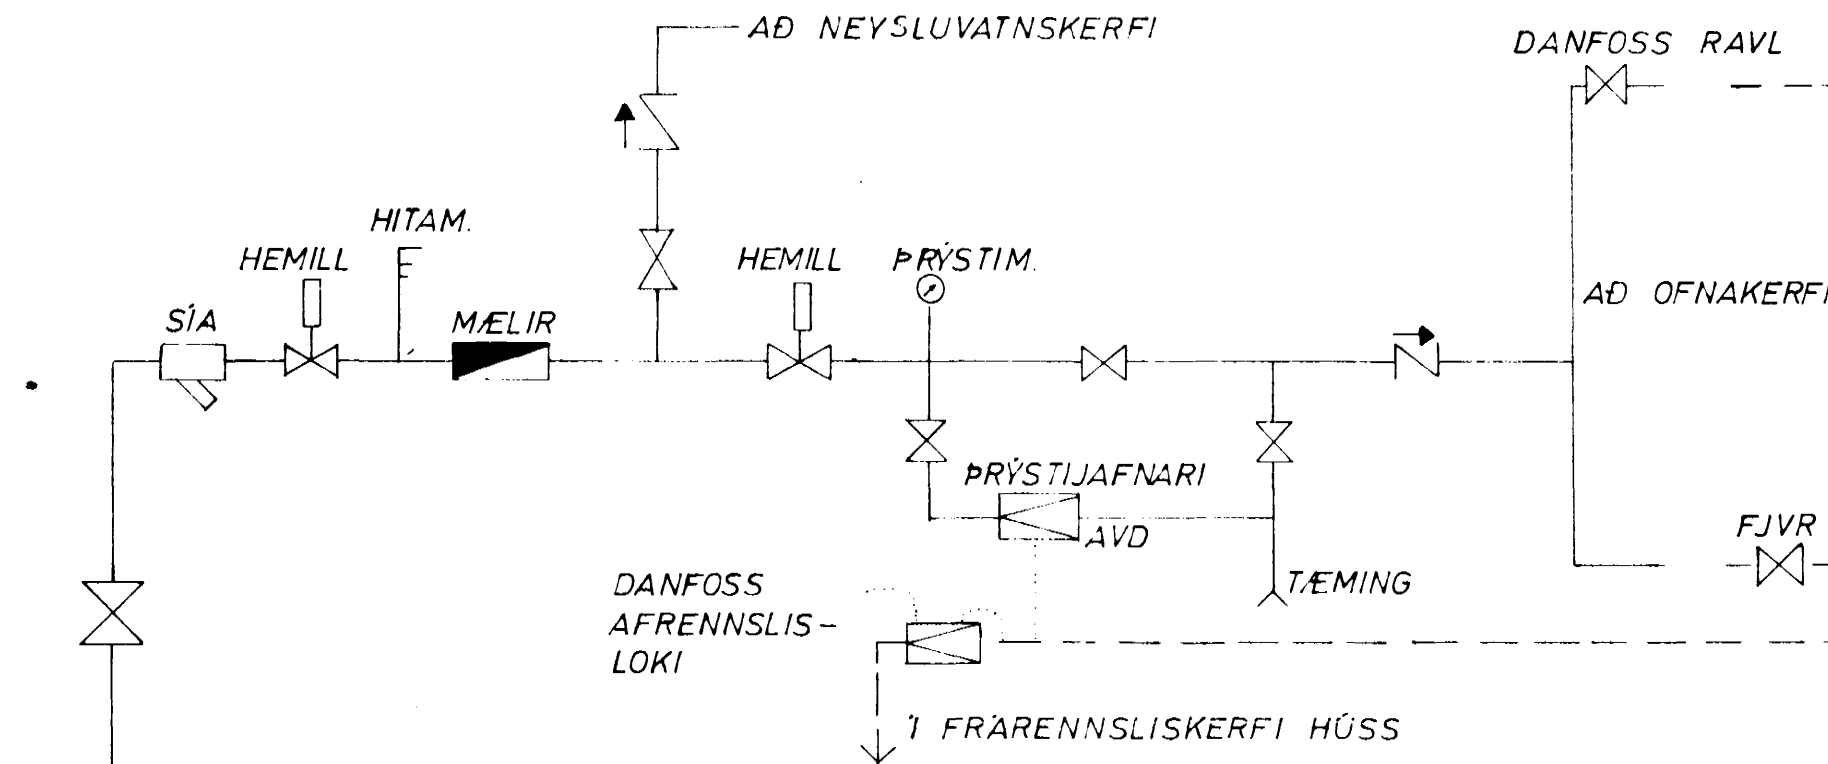 AÐ NEYSLUVATNSKERFI
DANFOSS RAVL
HITAM.
HEMILL
HEMILL
ÞRÝSTIM.
AÐ OFNAKERFI
SÍA
MÆLIR
ÞRÝSTIJAFNARI
AVD
FJVR
DANFOSS
AFRENNSLIS-
LOKI
TÆMING
Í FRÁRENNSLISKERFI HÚSS